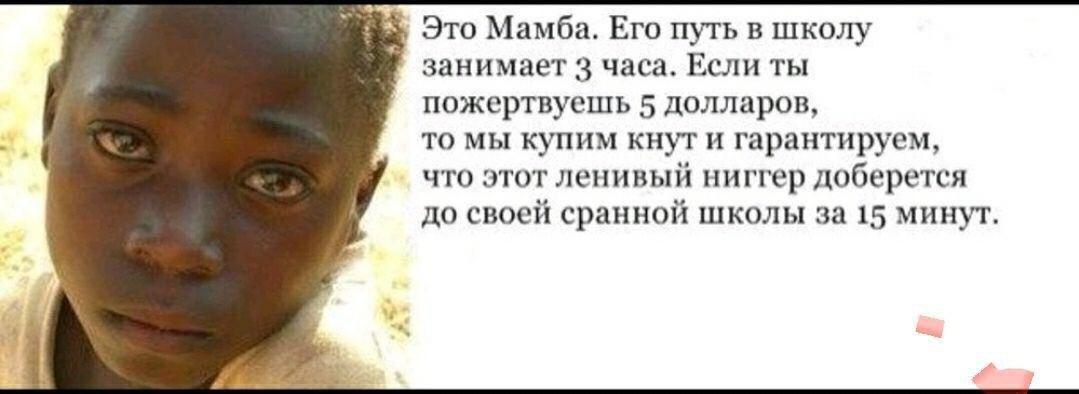 Это Мамба. Его путь в школу
занимает 3 часа. Если ты
пожертвуешь 5 долларов,
то мы купим кнут и гарантируем,
что этот ленивый ниггер доберется
до своей сранной школы за 15 минут.